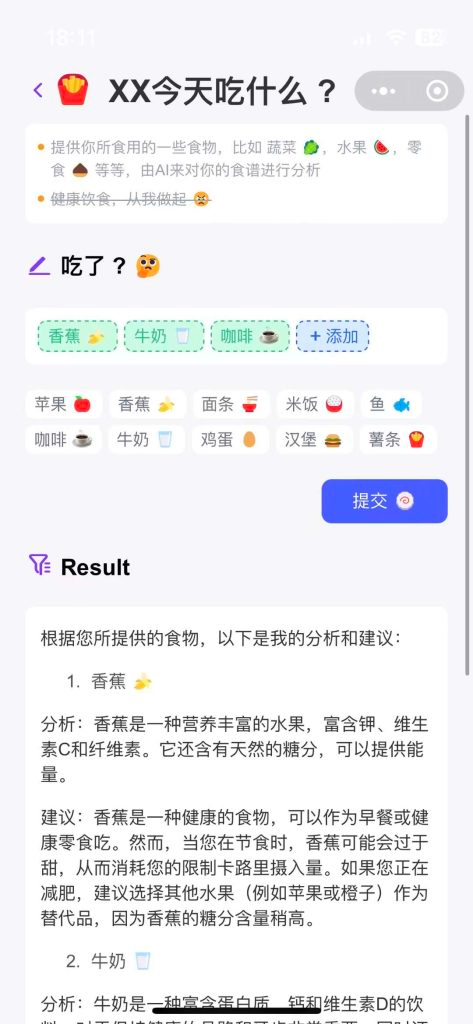 18:11
82
XX今天吃什么 ?
提供你所食用的一些食物，比如 蔬菜 🥦，水果 🍉，零
食 🌰 等等，由AI来对你的食谱进行分析
健康饮食，从我做起 😡
吃了 ? 🤔
香蕉 🍌 牛奶 🥛 咖啡 ☕ + 添加
苹果 🍎 香蕉 🍌 面条 🍜 米饭 🍚 鱼 🐟
咖啡 ☕ 牛奶 🥛 鸡蛋 🥚 汉堡 🍔 薯条 🍟
提交 🍥
Result
根据您所提供的食物，以下是我的分析和建议：
1. 香蕉 🍌
分析：香蕉是一种营养丰富的水果，富含钾、维生
素C和纤维素。它还含有天然的糖分，可以提供能
量。
建议：香蕉是一种健康的食物，可以作为早餐或健
康零食吃。然而，当您在节食时，香蕉可能会过于
甜，从而消耗您的限制卡路里摄入量。如果您正在
减肥，建议选择其他水果（例如苹果或橙子）作为
替代品，因为香蕉的糖分含量稍高。
2. 牛奶 🥛
分析：牛奶是一种富含蛋白质、钙和维生素D的饮